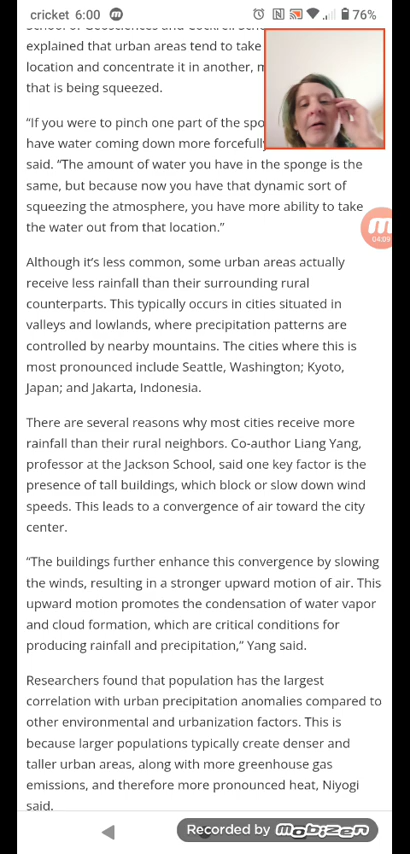 cricket 6:00
76%
School of Geosciences and Cockrell
explained that urban areas tend to take
location and concentrate it in another,
that is being squeezed.
“If you were to pinch one part of the
have water coming down more
said. “The amount of water you have in the sponge is the
same, but because now you have that dynamic sort of
squeezing the atmosphere, you have more ability to take
the water out from that location.”
04:09
Although it’s less common, some urban areas actually
receive less rainfall than their surrounding rural
counterparts. This typically occurs in cities situated in
valleys and lowlands, where precipitation patterns are
controlled by nearby mountains. The cities where this is
most pronounced include Seattle, Washington; Kyoto,
Japan; and Jakarta, Indonesia.
There are several reasons why most cities receive more
rainfall than their rural neighbors. Co-author Liang Yang,
professor at the Jackson School, said one key factor is the
presence of tall buildings, which block or slow down wind
speeds. This leads to a convergence of air toward the city
center.
“The buildings further enhance this convergence by slowing
the winds, resulting in a stronger upward motion of air. This
upward motion promotes the condensation of water vapor
and cloud formation, which are critical conditions for
producing rainfall and precipitation,” Yang said.
Researchers found that population has the largest
correlation with urban precipitation anomalies compared to
other environmental and urbanization factors. This is
because larger populations typically create denser and
taller urban areas, along with more greenhouse gas
emissions, and therefore more pronounced heat, Niyogi
said.
Recorded by mobizen